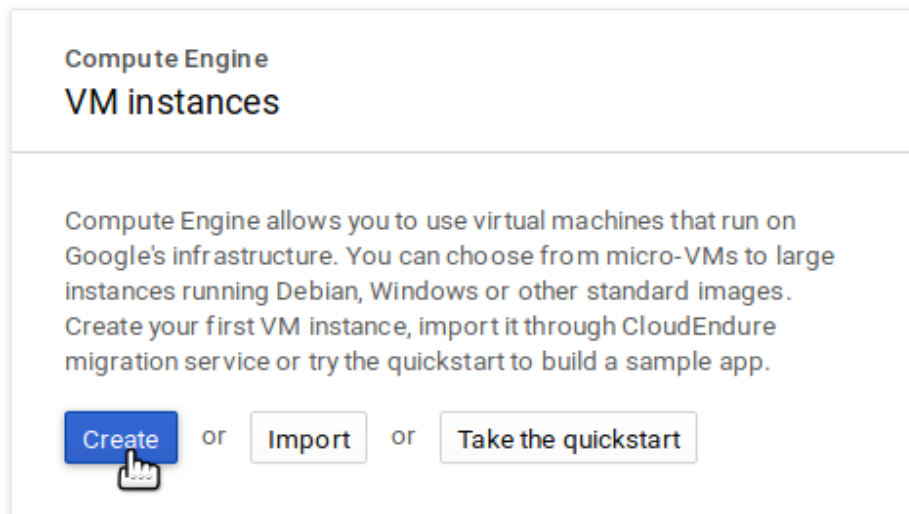 Compute Engine
VM instances
Compute Engine allows you to use virtual machines that run on
Google's infrastructure. You can choose from micro-VMs to large
instances running Debian, Windows or other standard images.
Create your first VM instance, import it through CloudEndure
migration service or try the quickstart to build a sample app.
Create or Import or Take the quickstart